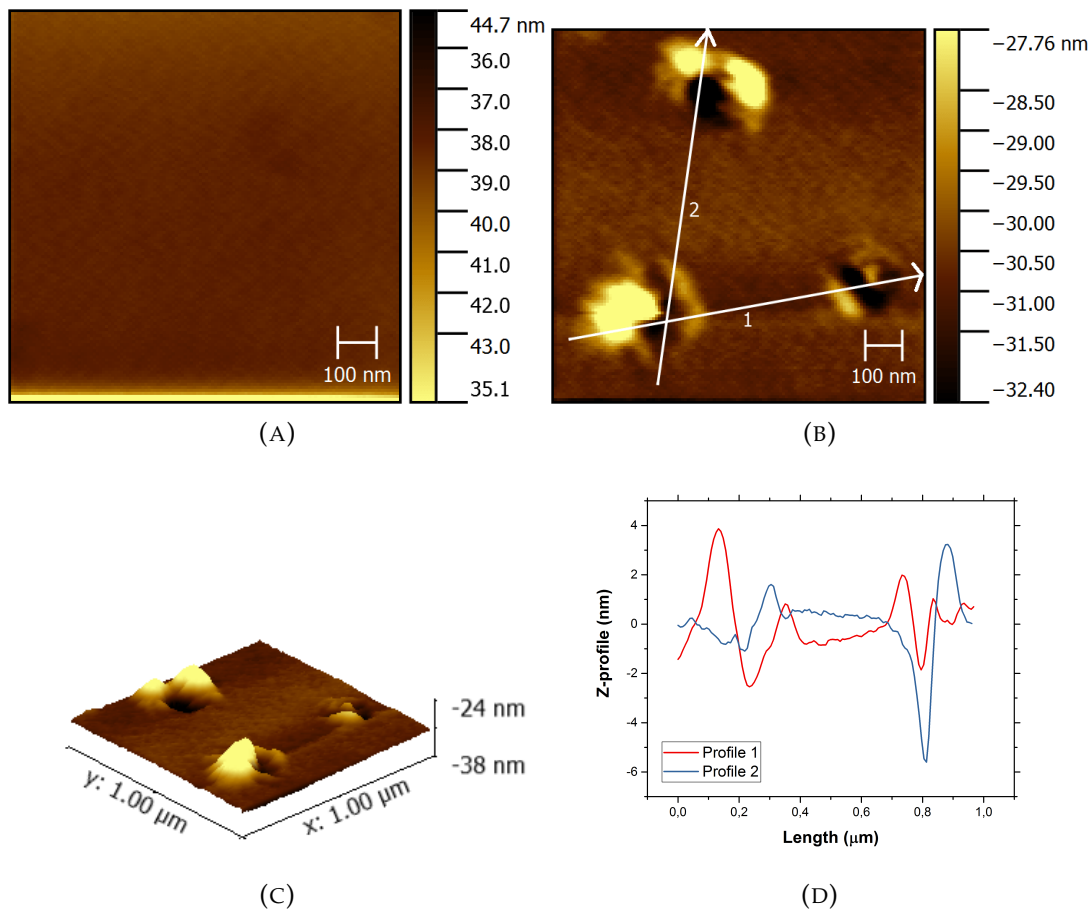 44.7 nm
36.0
37.0
38.0
39.0
40.0
41.0
42.0
43.0
35.1
100 nm
(A)
−27.76 nm
−28.50
−29.00
−29.50
−30.00
−30.50
−31.00
−31.50
−32.40
2
1
100 nm
(B)
-24 nm
-38 nm
y: 1.00 µm
x: 1.00 µm
(C)
Z-profile (nm)
4
2
0
-2
-4
-6
Profile 1
Profile 2
0,0 0,2 0,4 0,6 0,8 1,0
Length (µm)
(D)